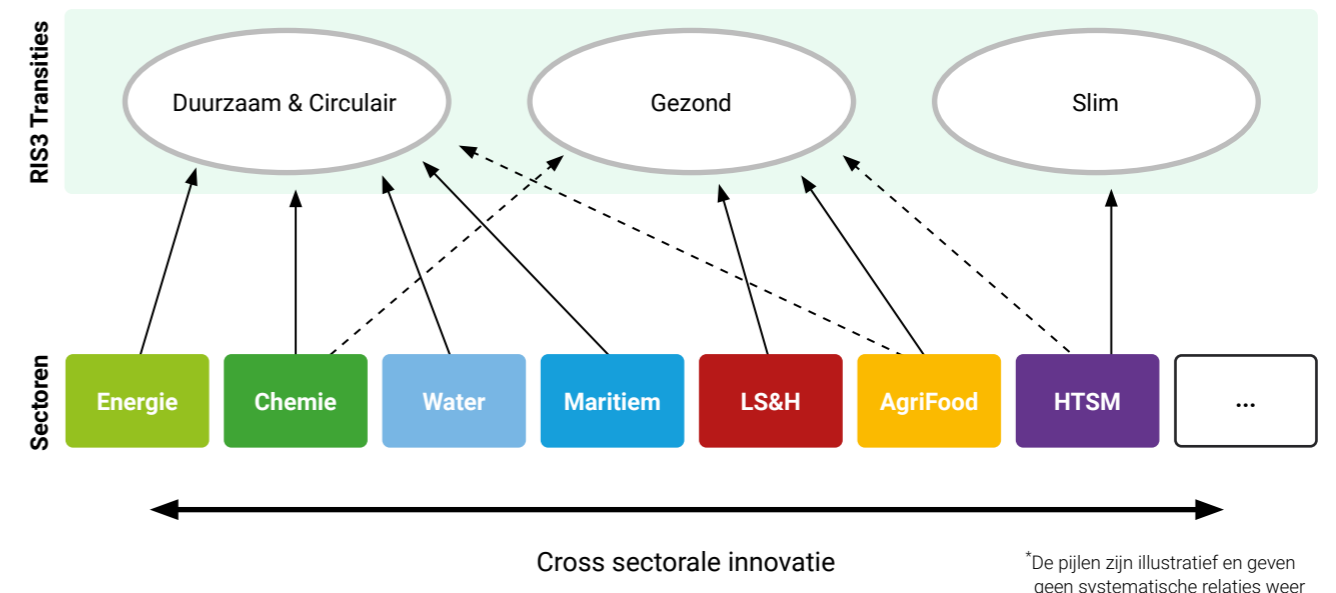 RIS3 Transities
Duurzaam & Circulair
Gezond
Slim
Sectoren
Energie
Chemie
Water
Maritiem
LS&H
AgriFood
HTSM
...
Cross sectorale innovatie
*De pijlen zijn illustratief en geven
geen systematische relaties weer